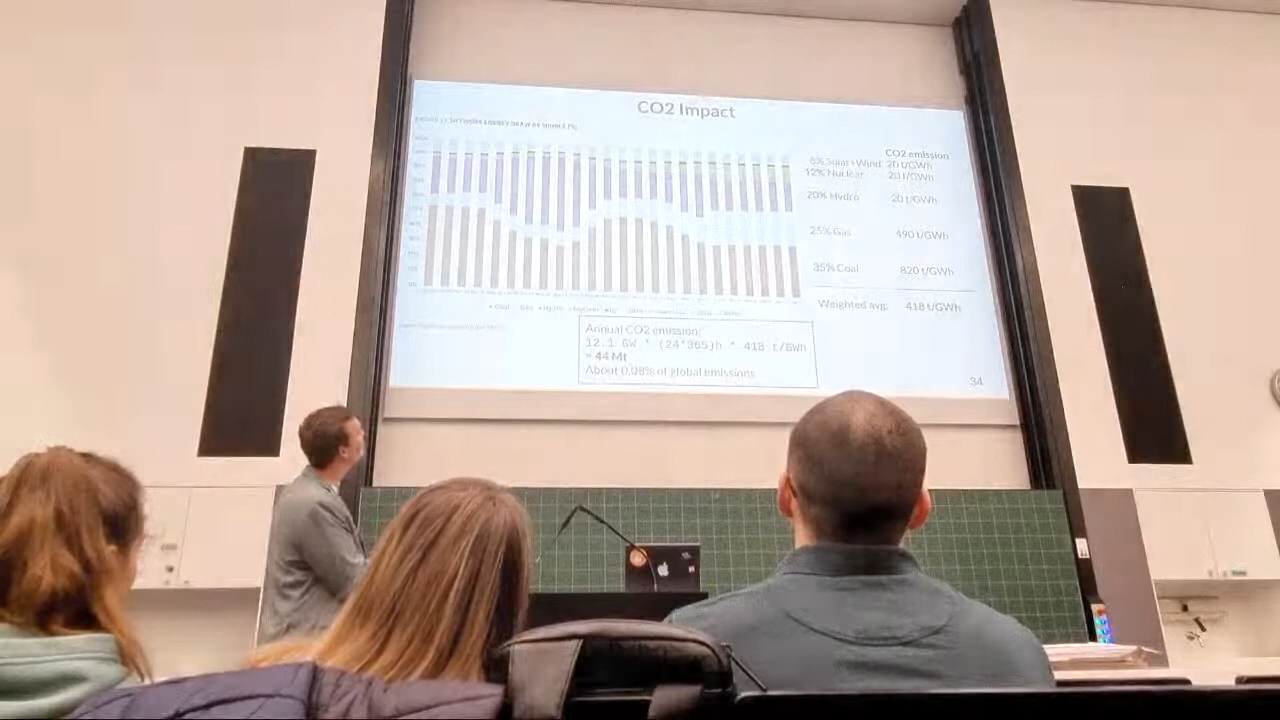 CO2 Impact
CO2 emission
8% Solar+Wind 20 t/GWh
12% Nuclear 20 t/GWh
20% Hydro 20 t/GWh
25% Gas 490 t/GWh
35% Coal 820 t/GWh
Weighted avg: 418 t/GWh
Annual CO2 emission:
12.1 GW * (24*365)h * 418 t/GWh
= 44 Mt
About 0.08% of global emissions
34